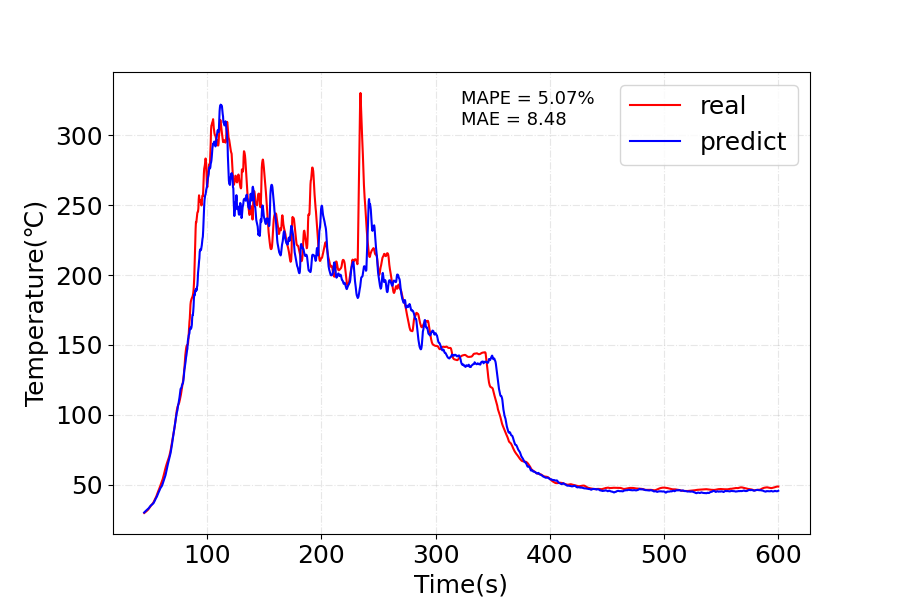 MAPE = 5.07%
MAE = 8.48
real
predict
Temperature(℃)
300
250
200
150
100
50
100 200 300 400 500 600
Time(s)